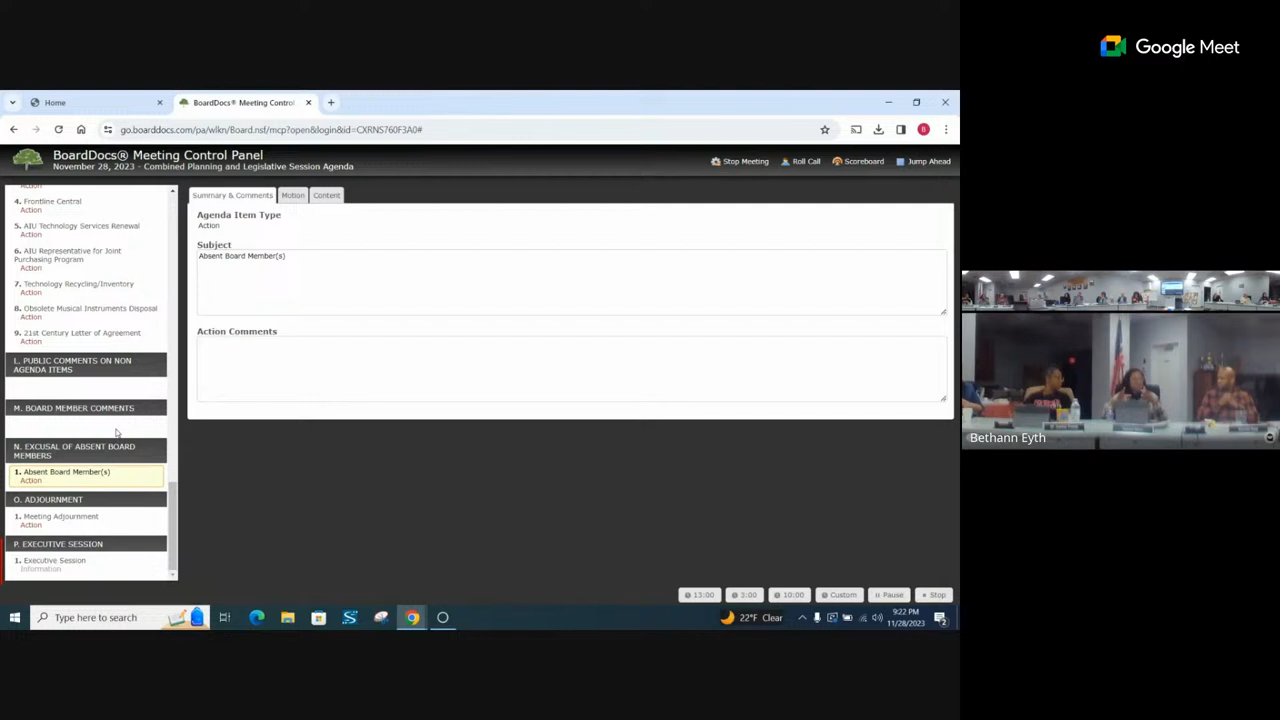 Google Meet
Home
BoardDocs® Meeting Control
go.boarddocs.com/pa/wlkn/Board.nsf/mcp?open&login&id=CXRNS760F3A0#
BoardDocs® Meeting Control Panel
November 28, 2023 - Combined Planning and Legislative Session Agenda
Stop Meeting
Roll Call
Scoreboard
Jump Ahead
Action
4. Frontline Central
Action
5. AIU Technology Services Renewal
Action
6. AIU Representative for Joint
Purchasing Program
Action
7. Technology Recycling/Inventory
Action
8. Obsolete Musical Instruments Disposal
Action
9. 21st Century Letter of Agreement
Action
L. PUBLIC COMMENTS ON NON
AGENDA ITEMS
M. BOARD MEMBER COMMENTS
N. EXCUSAL OF ABSENT BOARD
MEMBERS
1. Absent Board Member(s)
Action
O. ADJOURNMENT
1. Meeting Adjournment
Action
P. EXECUTIVE SESSION
1. Executive Session
Information
Summary & Comments
Motion
Content
Agenda Item Type
Action
Subject
Absent Board Member(s)
Action Comments
13:00
3:00
10:00
Custom
Pause
Stop
Bethann Eyth
Type here to search
22°F Clear
9:22 PM
11/28/2023